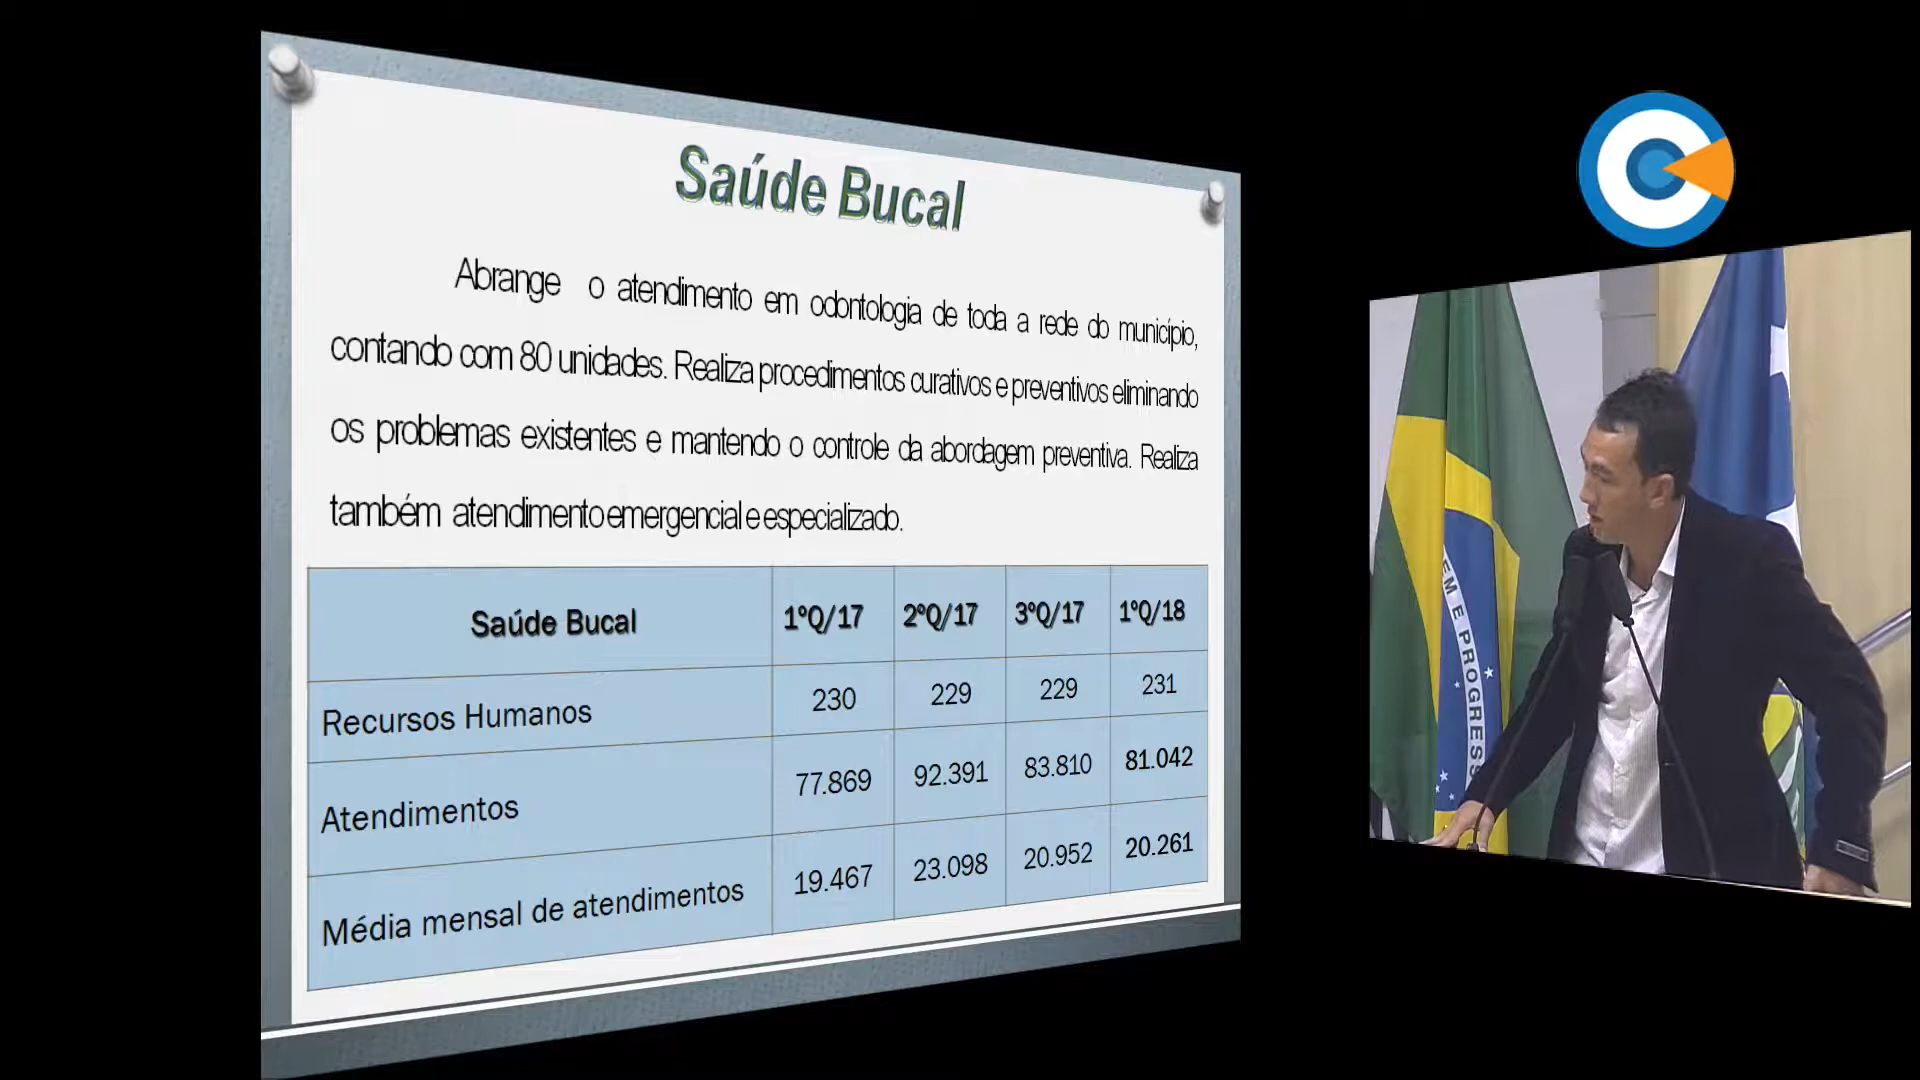 Saúde Bucal
Abrange o atendimento em odontologia de toda a rede do município,
contando com 80 unidades. Realiza procedimentos curativos e preventivos eliminando
os problemas existentes e mantendo o controle da abordagem preventiva. Realiza
também atendimento emergencial e especializado.
Saúde Bucal 1ºQ/17 2ºQ/17 3ºQ/17 1ºQ/18
Recursos Humanos 230 229 229 231
Atendimentos 77.869 92.391 83.810 81.042
Média mensal de atendimentos 19.467 23.098 20.952 20.261
EM E PROGRESS